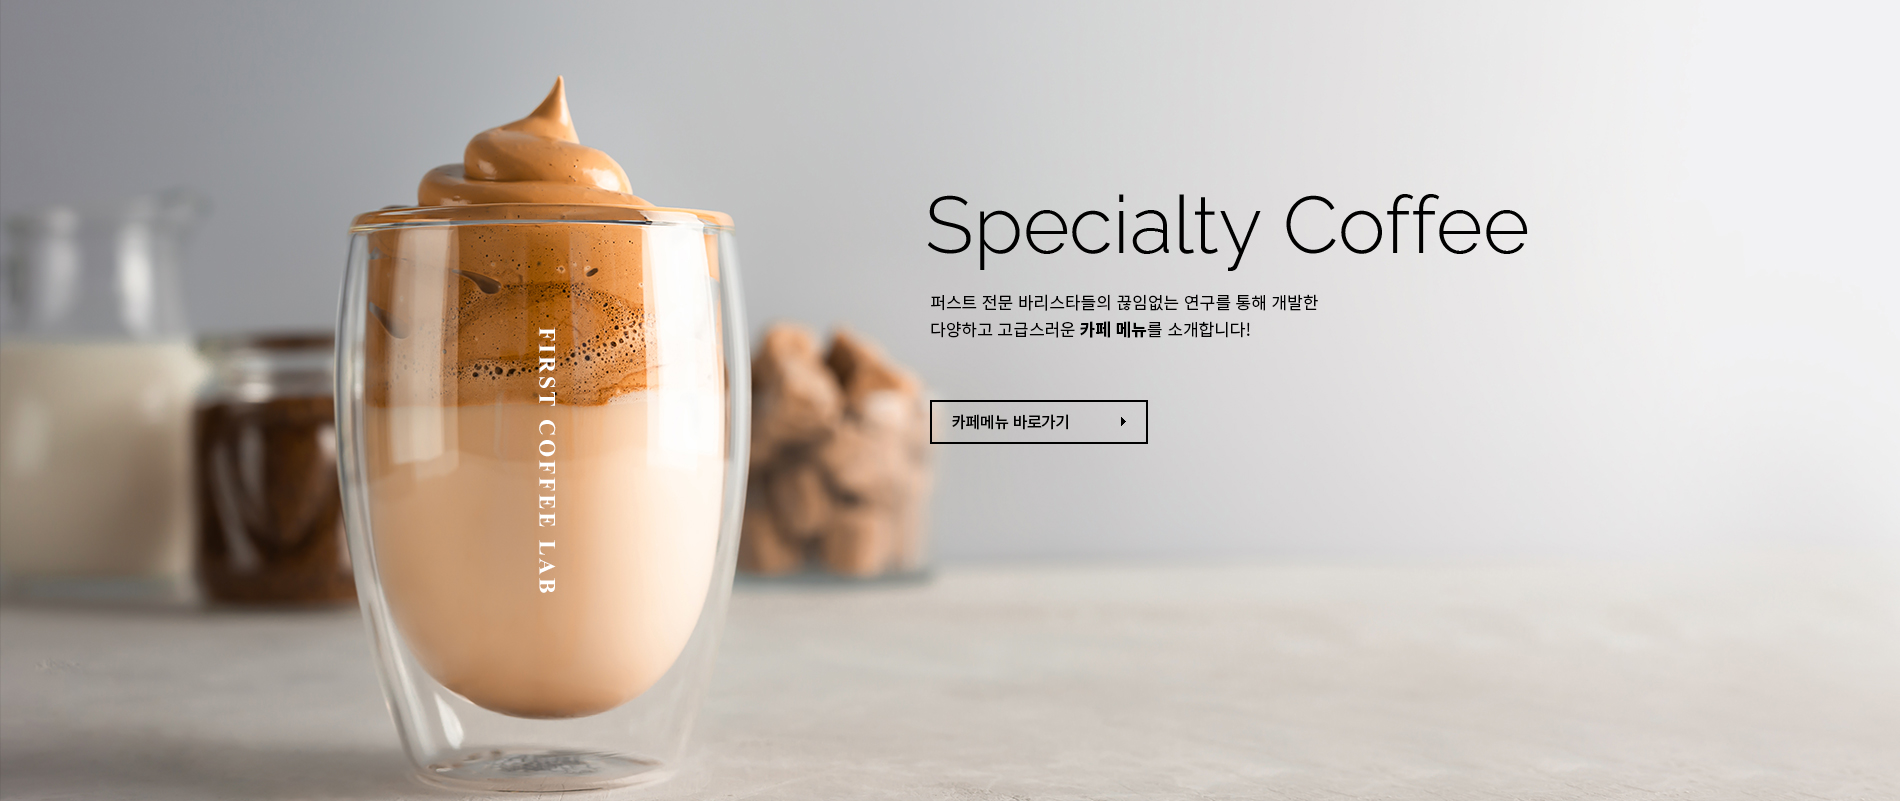 Specialty Coffee
퍼스트 전문 바리스타들의 끊임없는 연구를 통해 개발한
다양하고 고급스러운 카페 메뉴를 소개합니다!
카페메뉴 바로가기
FIRST COFFEE LAB